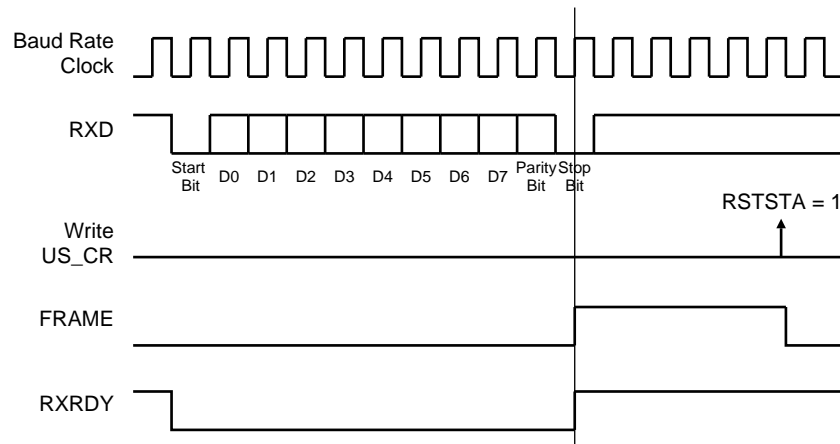 Baud Rate
Clock
RXD
Start
Bit
D0
D1
D2
D3
D4
D5
D6
D7
Parity
Bit
Stop
Bit
RSTSTA = 1
Write
US_CR
FRAME
RXRDY